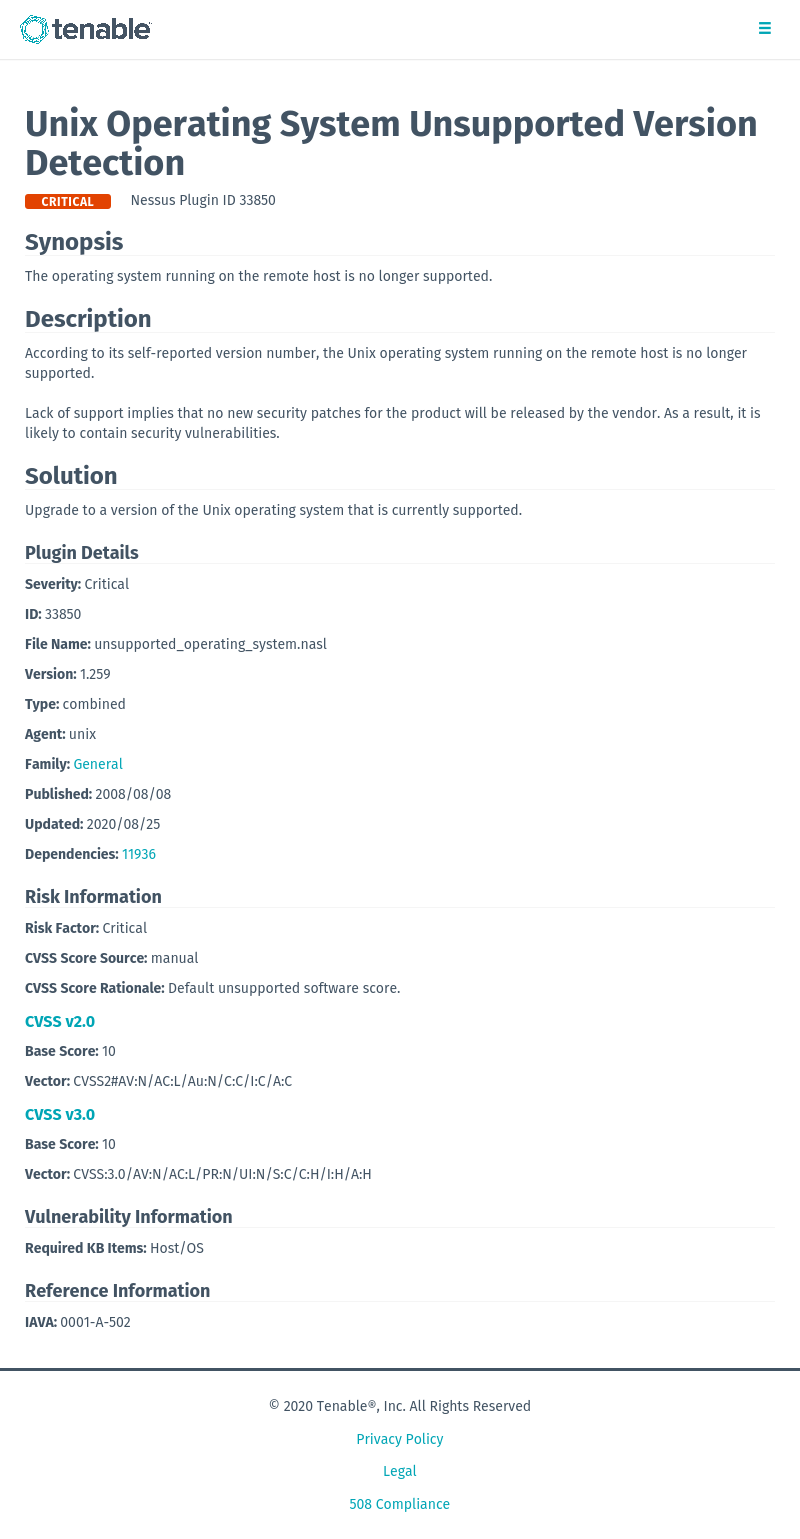 tenable
Unix Operating System Unsupported Version
Detection
CRITICAL Nessus Plugin ID 33850
Synopsis
The operating system running on the remote host is no longer supported.
Description
According to its self-reported version number, the Unix operating system running on the remote host is no longer
supported.
Lack of support implies that no new security patches for the product will be released by the vendor. As a result, it is
likely to contain security vulnerabilities.
Solution
Upgrade to a version of the Unix operating system that is currently supported.
Plugin Details
Severity: Critical
ID: 33850
File Name: unsupported_operating_system.nasl
Version: 1.259
Type: combined
Agent: unix
Family: General
Published: 2008/08/08
Updated: 2020/08/25
Dependencies: 11936
Risk Information
Risk Factor: Critical
CVSS Score Source: manual
CVSS Score Rationale: Default unsupported software score.
CVSS v2.0
Base Score: 10
Vector: CVSS2#AV:N/AC:L/Au:N/C:C/I:C/A:C
CVSS v3.0
Base Score: 10
Vector: CVSS:3.0/AV:N/AC:L/PR:N/UI:N/S:C/C:H/I:H/A:H
Vulnerability Information
Required KB Items: Host/OS
Reference Information
IAVA: 0001-A-502
© 2020 Tenable®, Inc. All Rights Reserved
Privacy Policy
Legal
508 Compliance